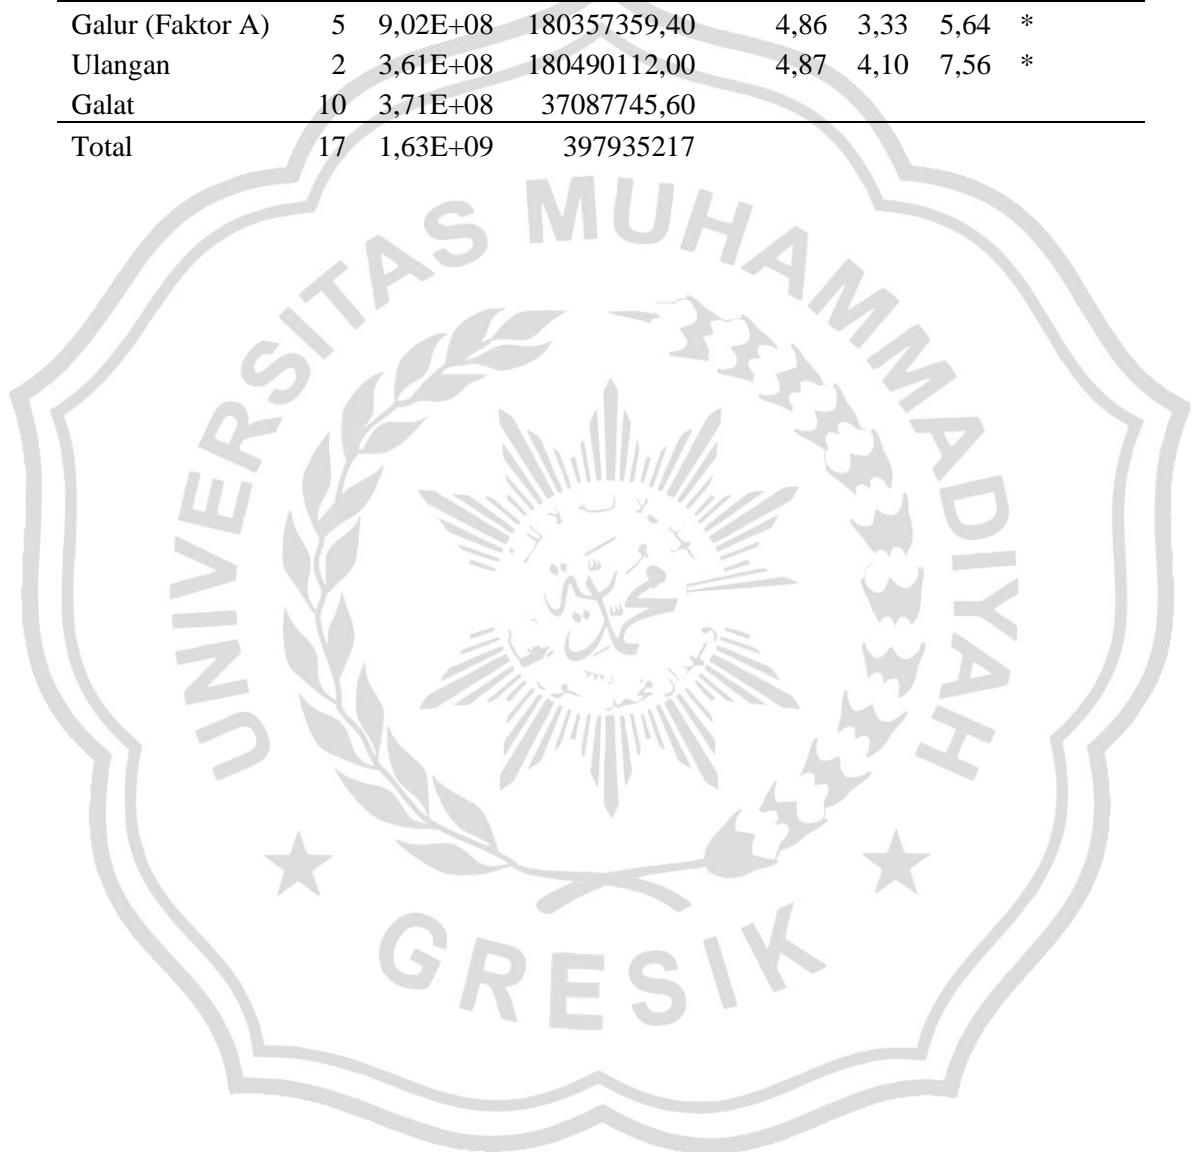 Galur (Faktor A) 5 9,02E+08 180357359,40 4,86 3,33 5,64 *
Ulangan 2 3,61E+08 180490112,00 4,87 4,10 7,56 *
Galat 10 3,71E+08 37087745,60
Total 17 1,63E+09 397935217
UNIVERSITAS MUHAMMADIYAH
محمدية
GRESIK